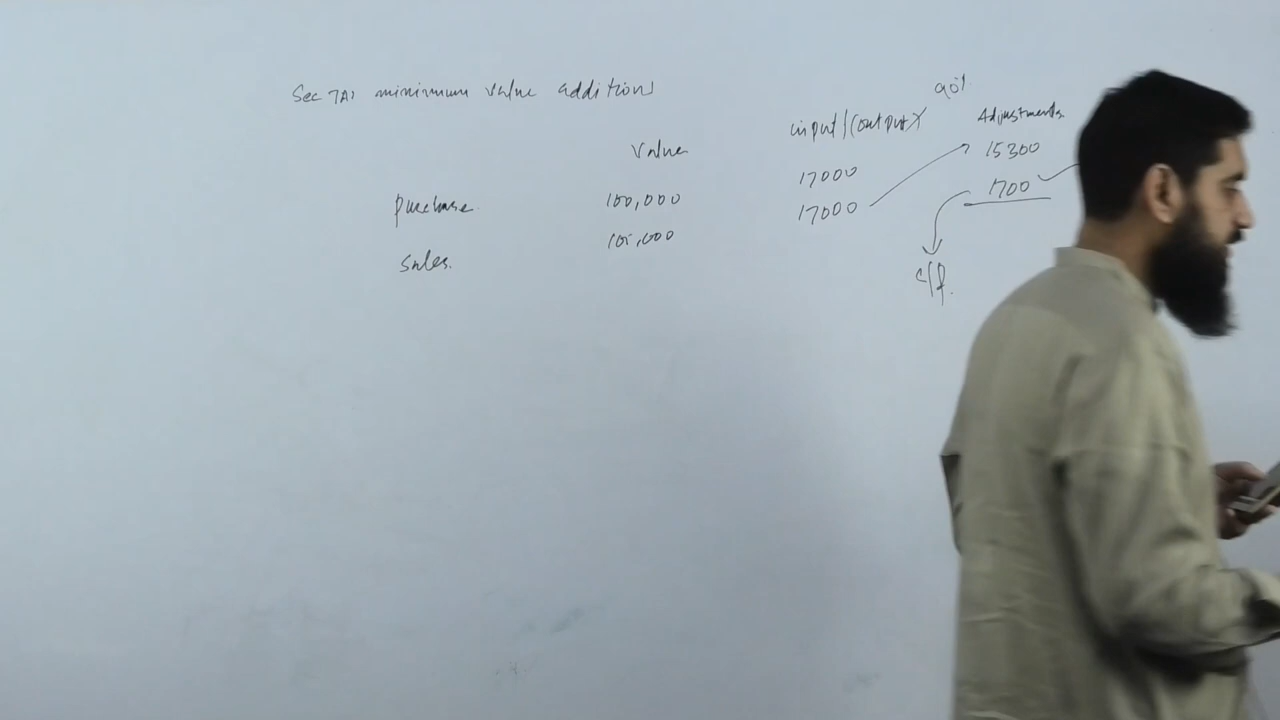 Sec 7A: minimum value addition
90%
value input/(output) Adjustments
17000 15300
purchase 100,000 17000 1700
sales. 100,000
c/f.